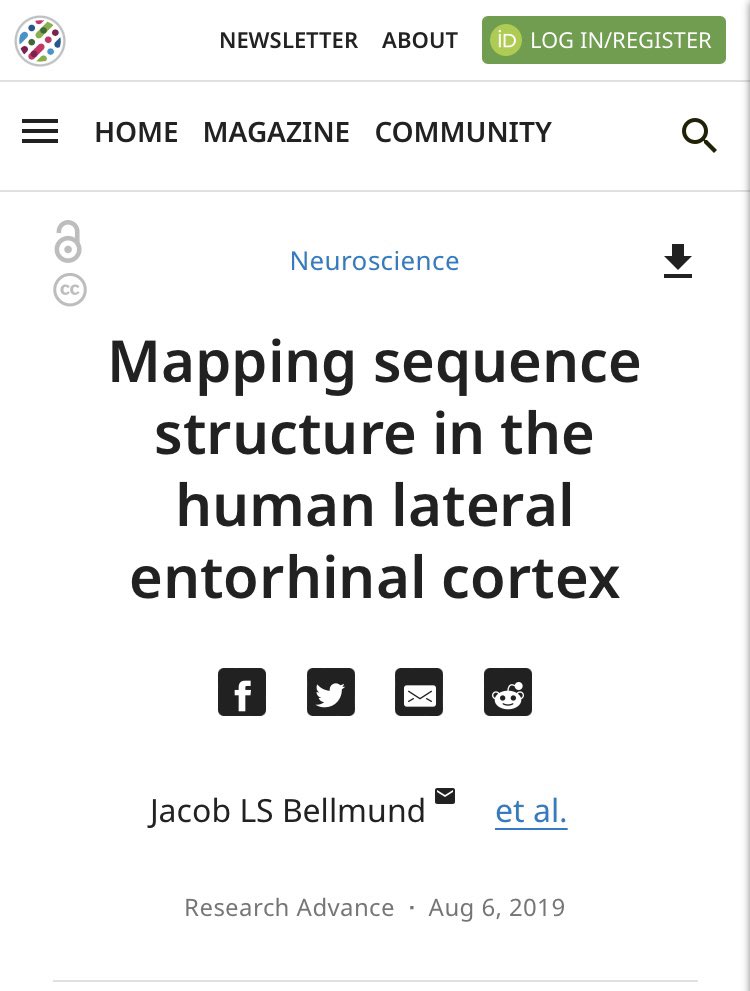 NEWSLETTER ABOUT iD LOG IN/REGISTER
HOME MAGAZINE COMMUNITY
Neuroscience
cc
Mapping sequence
structure in the
human lateral
entorhinal cortex
Jacob LS Bellmund et al.
Research Advance · Aug 6, 2019